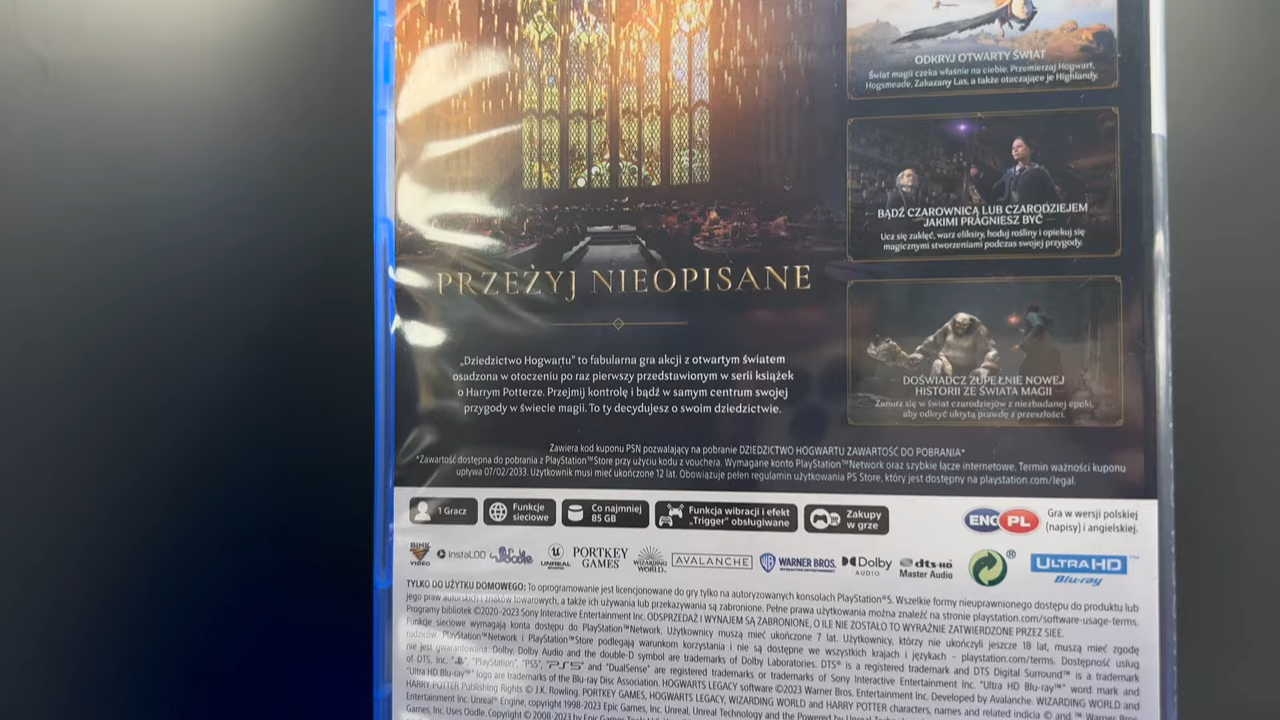 ODKRYJ OTWARTY ŚWIAT
Świat magii czeka właśnie na ciebie. Przemierzaj Hogwart,
Hogsmeade, Zakazany Las, a także otaczające je Highlandy.
BĄDŹ CZAROWNICĄ LUB CZARODZIEJEM
JAKIMI PRAGNIESZ BYĆ
Ucz się zaklęć, warz eliksiry, hoduj rośliny i opiekuj się
magicznymi stworzeniami podczas swojej przygody.
PRZEŻYJ NIEOPISANE
DOŚWIADCZ ZUPEŁNIE NOWEJ
HISTORII ZE ŚWIATA MAGII
Zanurz się w świat czarodziejów z niezbadanej epoki,
aby odkryć ukrytą prawdę z przeszłości.
„Dziedzictwo Hogwartu" to fabularna gra akcji z otwartym światem
osadzona w otoczeniu po raz pierwszy przedstawionym w serii książek
o Harrym Potterze. Przejmij kontrolę i bądź w samym centrum swojej
przygody w świecie magii. To ty decydujesz o swoim dziedzictwie.
Zawiera kod kuponu PSN pozwalający na pobranie DZIEDZICTWO HOGWARTU ZAWARTOŚĆ DO POBRANIA*
*Zawartość dostępna do pobrania z PlayStation™Store przy użyciu kodu z vouchera. Wymagane konto PlayStation™Network oraz szybkie łącze internetowe. Termin ważności kuponu
upływa 07/02/2033. Użytkownik musi mieć ukończone 12 lat. Obowiązuje pełen regulamin użytkowania PS Store, który jest dostępny na playstation.com/legal.
1 Gracz
Funkcje
sieciowe
Co najmniej
85 GB
Funkcja wibracji i efekt
„Trigger" obsługiwane
Zakupy
w grze
ENG PL
Gra w wersji polskiej
(napisy) i angielskiej.
BINK VIDEO InstaLOD Oodle UNREAL PORTKEY GAMES WIZARDING WORLD AVALANCHE WARNER BROS. Dolby AUDIO dts-HD Master Audio ® ULTRA HD Blu-ray™
TYLKO DO UŻYTKU DOMOWEGO: To oprogramowanie jest licencjonowane do gry tylko na autoryzowanych konsolach PlayStation®5. Wszelkie formy nieuprawnionego dostępu do produktu lub
jego praw autorskich i znaków towarowych, a także ich używania lub przekazywania są zabronione. Pełne prawa użytkowania można znaleźć na stronie playstation.com/software-usage-terms.
Programy bibliotek ©2020-2023 Sony Interactive Entertainment Inc. ODSPRZEDAŻ I WYNAJEM SĄ ZABRONIONE, O ILE NIE ZOSTAŁO TO WYRAŹNIE ZATWIERDZONE PRZEZ SIEE.
Funkcje sieciowe wymagają konta dostępu do PlayStation™Network. Użytkownicy muszą mieć ukończone 7 lat. Użytkownicy, którzy nie ukończyli jeszcze 18 lat, muszą mieć zgodę
rodziców. PlayStation™Network i PlayStation™Store podlegają warunkom korzystania i nie są dostępne we wszystkich krajach i językach - playstation.com/terms. Dostępność usług
nie jest gwarantowana. Dolby, Dolby Audio and the double-D symbol are trademarks of Dolby Laboratories. DTS® is a registered trademark and DTS Digital Surround™ is a trademark
of DTS, Inc. "PlayStation", "PS5", "PS5" and "DualSense" are registered trademarks or trademarks of Sony Interactive Entertainment Inc. "Ultra HD Blu-ray™" word mark and
"Ultra HD Blu-ray™" logo are trademarks of the Blu-ray Disc Association. HOGWARTS LEGACY software ©2023 Warner Bros. Entertainment Inc. Developed by Avalanche. WIZARDING WORLD and
HARRY POTTER Publishing Rights © J.K. Rowling. PORTKEY GAMES, HOGWARTS LEGACY, WIZARDING WORLD and HARRY POTTER characters, names and related indicia © and ™ Warner Bros.
Entertainment Inc. Unreal® Engine, copyright 1998-2023 Epic Games, Inc. Unreal, Unreal Technology and the Powered by Unreal
Games, Inc. Uses Oodle. Copyright © 2008-2023 by Epic Games